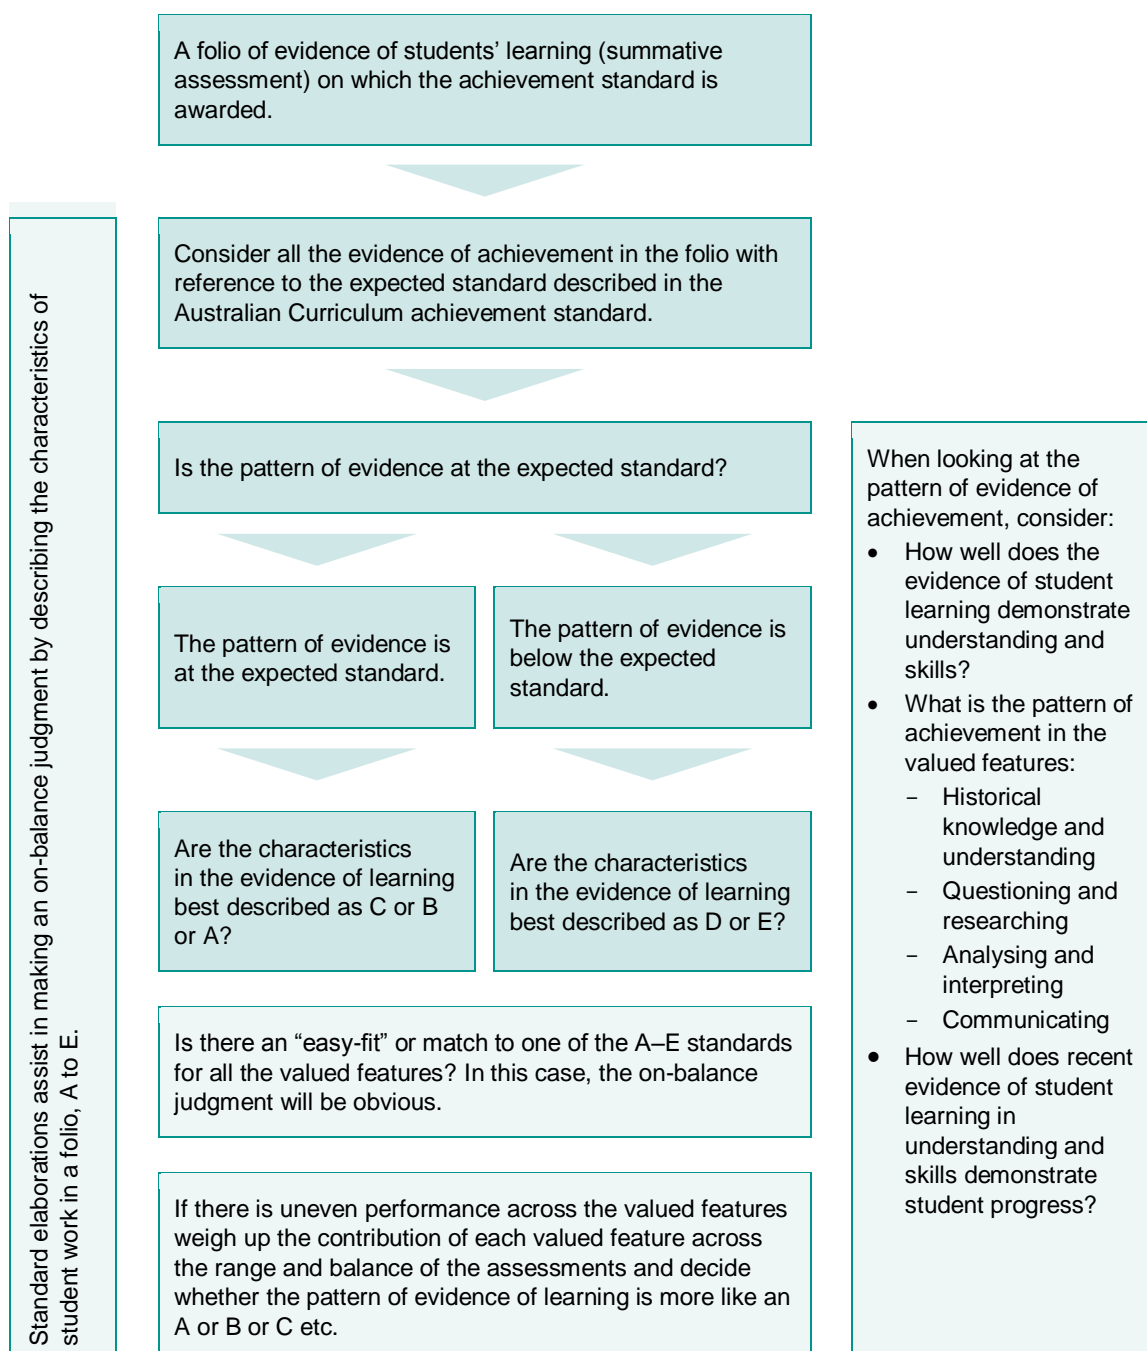 A folio of evidence of students’ learning (summative
assessment) on which the achievement standard is
awarded.
Consider all the evidence of achievement in the folio with
reference to the expected standard described in the
Australian Curriculum achievement standard.
Is the pattern of evidence at the expected standard?
The pattern of evidence is
at the expected standard.
The pattern of evidence is
below the expected
standard.
Are the characteristics
in the evidence of learning
best described as C or B
or A?
Are the characteristics
in the evidence of learning
best described as D or E?
Is there an “easy-fit” or match to one of the A–E standards
for all the valued features? In this case, the on-balance
judgment will be obvious.
If there is uneven performance across the valued features
weigh up the contribution of each valued feature across
the range and balance of the assessments and decide
whether the pattern of evidence of learning is more like an
A or B or C etc.
Standard elaborations assist in making an on-balance judgment by describing the characteristics of
student work in a folio, A to E.
When looking at the
pattern of evidence of
achievement, consider:
• How well does the
evidence of student
learning demonstrate
understanding and
skills?
• What is the pattern of
achievement in the
valued features:
− Historical
knowledge and
understanding
− Questioning and
researching
− Analysing and
interpreting
− Communicating
• How well does recent
evidence of student
learning in
understanding and
skills demonstrate
student progress?